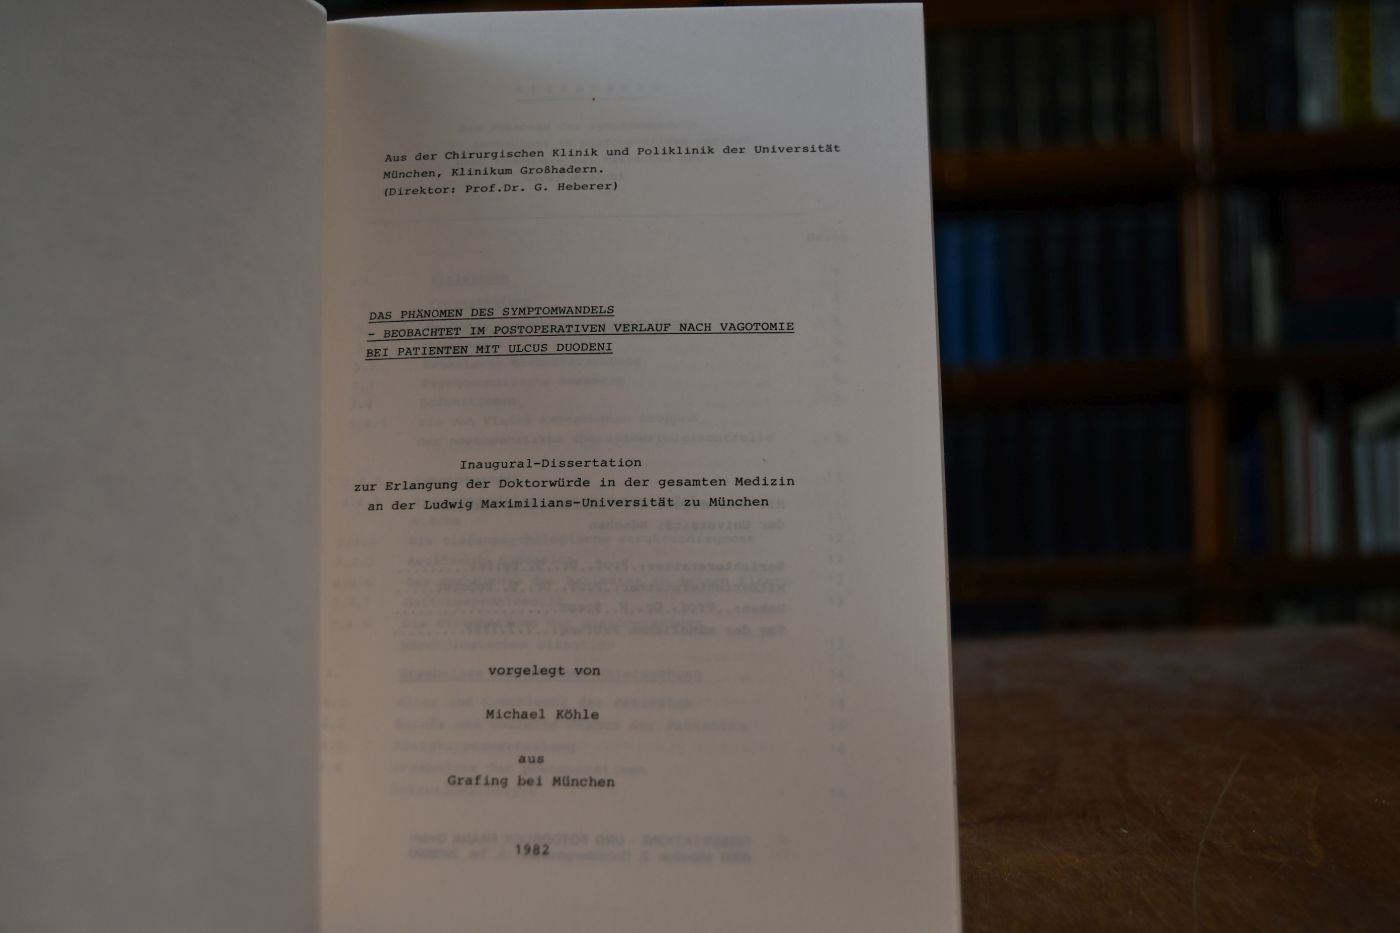 Aus der Chirurgischen Klinik und Poliklinik der Universität
München, Klinikum Großhadern.
(Direktor: Prof.Dr. G. Heberer)
DAS PHÄNOMEN DES SYMPTOMWANDELS
- BEOBACHTET IM POSTOPERATIVEN VERLAUF NACH VAGOTOMIE
BEI PATIENTEN MIT ULCUS DUODENI
Inaugural-Dissertation
zur Erlangung der Doktorwürde in der gesamten Medizin
an der Ludwig Maximilians-Universität zu München
vorgelegt von
Michael Köhle
aus
Grafing bei München
1982